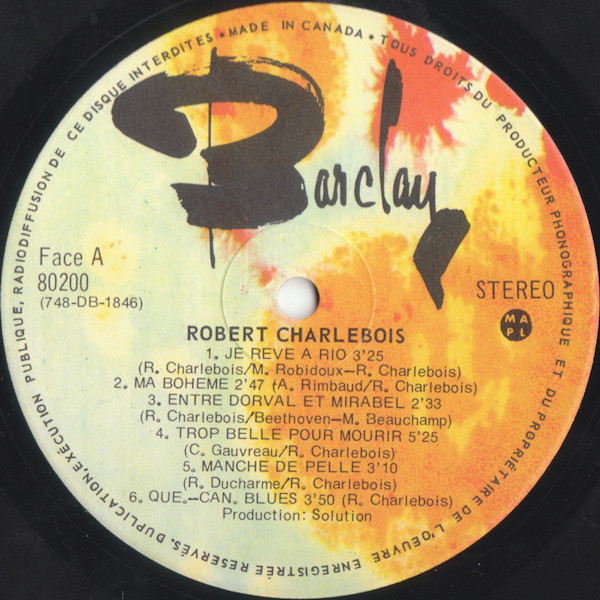 TOUS DROITS DU PRODUCTEUR PHONOGRAPHIQUE ET DU PROPRIÉTAIRE DE L'OEUVRE ENREGISTRÉE RESERVÉS. DUPLICATION, EXÉCUTION PUBLIQUE, RADIODIFFUSION DE CE DISQUE INTERDITES • MADE IN CANADA •
Barclay
Face A
80200
(748-DB-1846)
STEREO
MA
PL
ROBERT CHARLEBOIS
1. JE REVE A RIO 3'25
(R. Charlebois/M. Robidoux—R. Charlebois)
2. MA BOHEME 2'47 (A. Rimbaud/R. Charlebois)
3. ENTRE DORVAL ET MIRABEL 2'33
(R. Charlebois/Beethoven—M. Beauchamp)
4. TROP BELLE POUR MOURIR 5'25
(C. Gauvreau/R. Charlebois)
5. MANCHE DE PELLE 3'10
(R. Ducharme/R. Charlebois)
6. QUE.—CAN. BLUES 3'50 (R. Charlebois)
Production: Solution